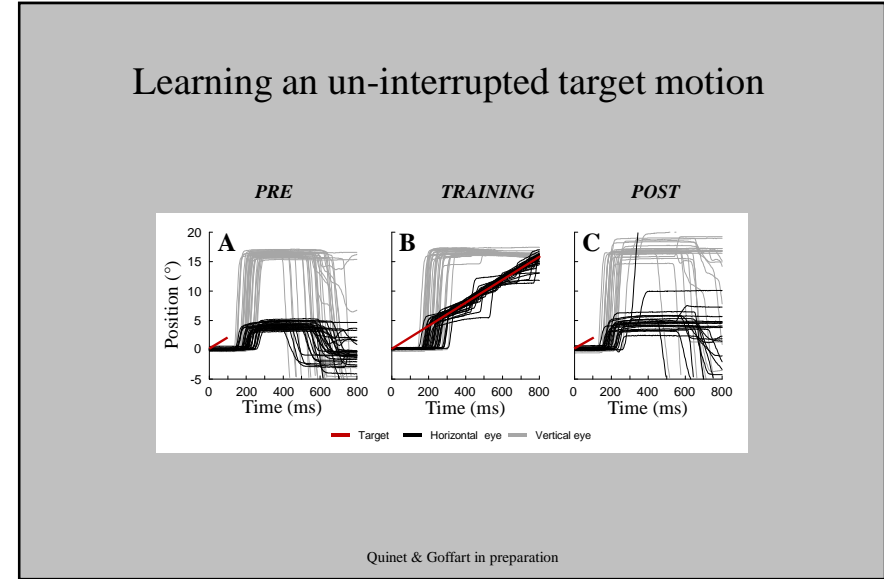 Learning an un-interrupted target motion
PRE TRAINING POST
A B C
Position (°)
20
15
10
5
0
-5
0 200 400 600 800 0 200 400 600 800 0 200 400 600 800
Time (ms) Time (ms) Time (ms)
Target Horizontal eye Vertical eye
Quinet & Goffart in preparation